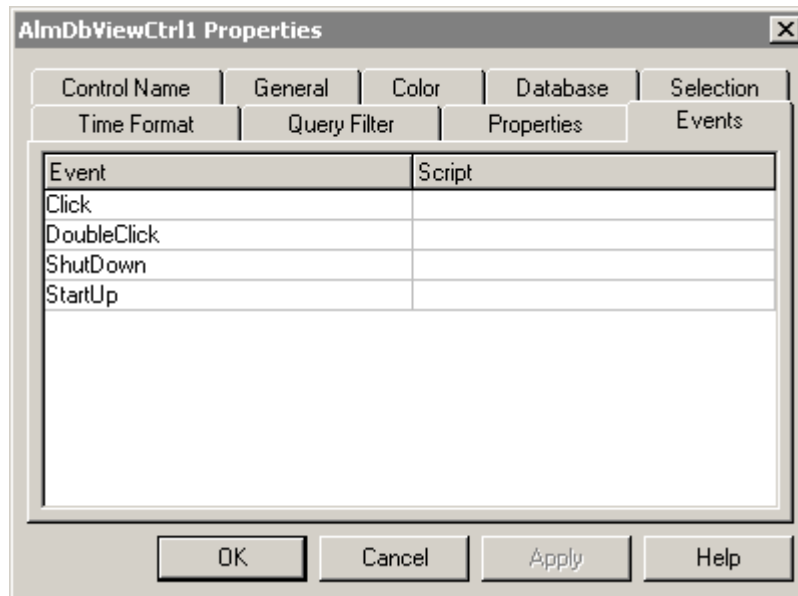 AlmDbViewCtrl1 Properties
Control Name General Color Database Selection
Time Format Query Filter Properties Events
Event Script
Click
DoubleClick
ShutDown
StartUp
OK Cancel Apply Help